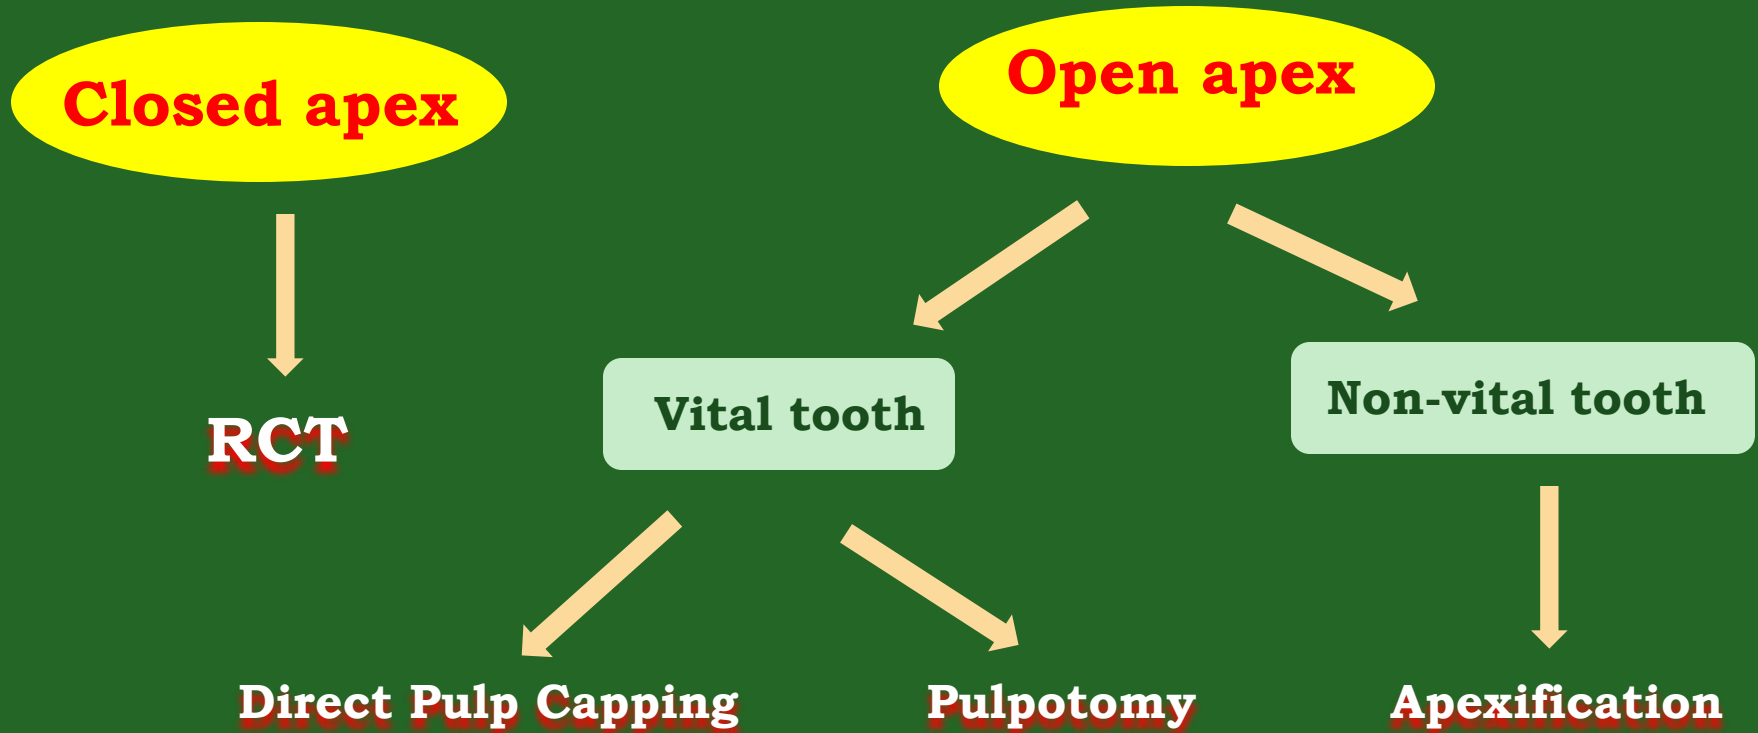 Closed apex
Open apex
RCT
Vital tooth
Non-vital tooth
Direct Pulp Capping
Pulpotomy
Apexification